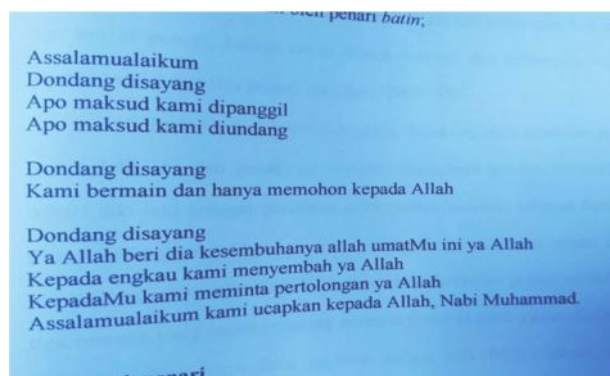 oleh penari batin;
Assalamualaikum
Dondang disayang
Apo maksud kami dipanggil
Apo maksud kami diundang
Dondang disayang
Kami bermain dan hanya memohon kepada Allah
Dondang disayang
Ya Allah beri dia kesembuhanya allah umatMu ini ya Allah
Kepada engkau kami menyembah ya Allah
KepadaMu kami meminta pertolongan ya Allah
Assalamualaikum kami ucapkan kepada Allah, Nabi Muhammad.